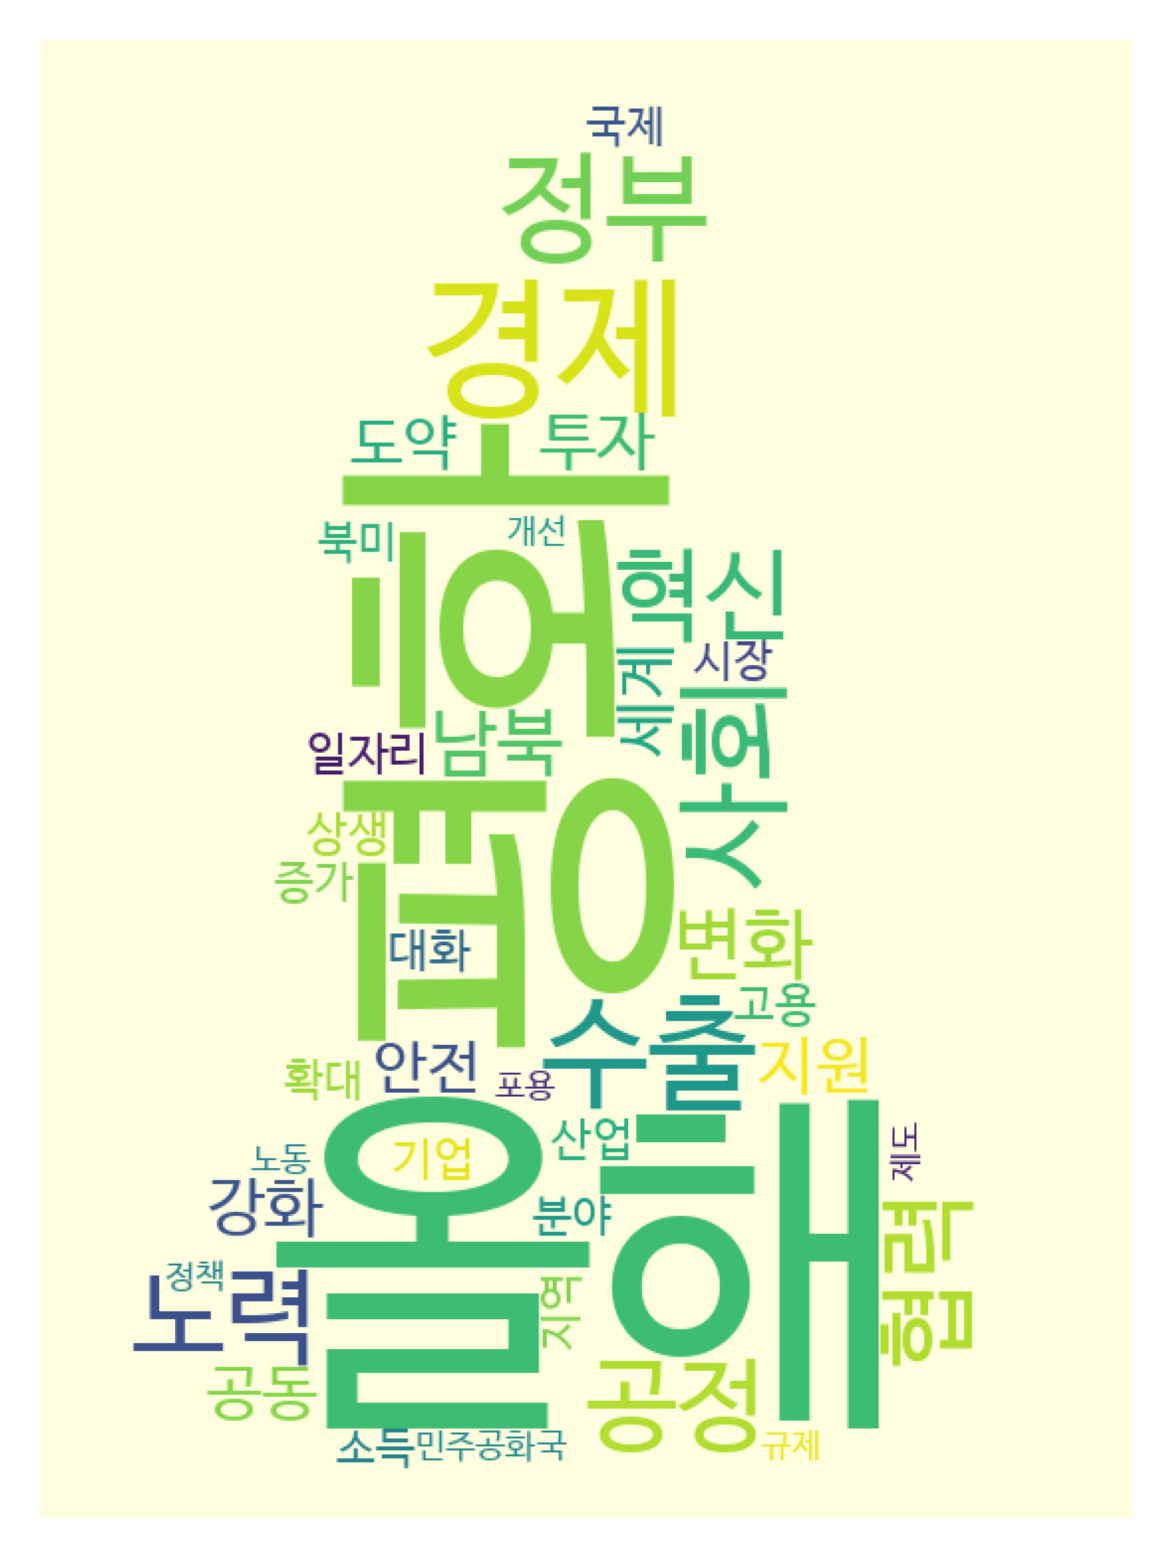 국제
정부
경제
도약
투자
평화
북미
개선
혁신
세계
시장
사회
남북
일자리
상생
증가
대화
변화
고용
수출
지원
안전
확대
포용
올해
기업
산업
노동
제도
강화
분야
협력
정책
노력
지역
공동
공정
소득
민주공화국
규제